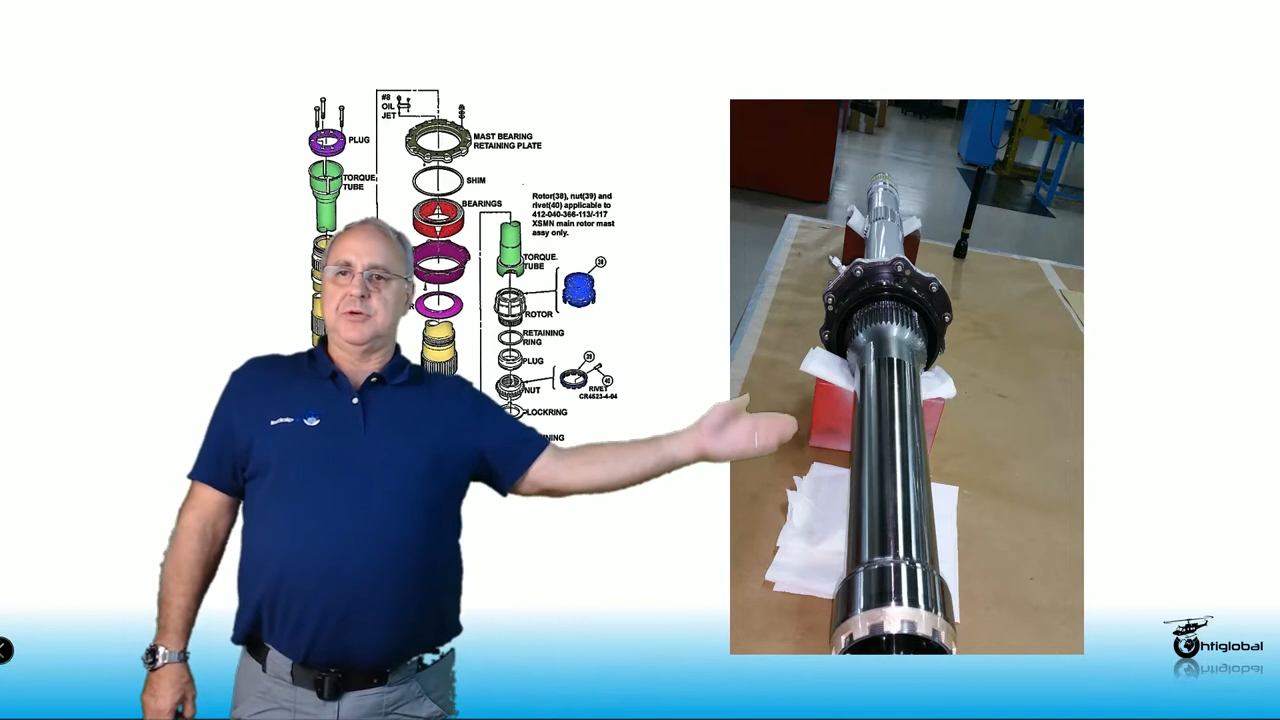 #8
OIL
JET
PLUG
TORQUE
TUBE
MAST BEARING
RETAINING PLATE
SHIM
BEARINGS
Rotor(38), nut(39) and
rivet(40) applicable to
412-040-366-113/-117
XSMN main rotor mast
assy only.
TORQUE
TUBE
38
ROTOR
RETAINING
RING
PLUG
39
40
NUT
RIVET
CR4523-4-04
LOCKRING
htiglobal